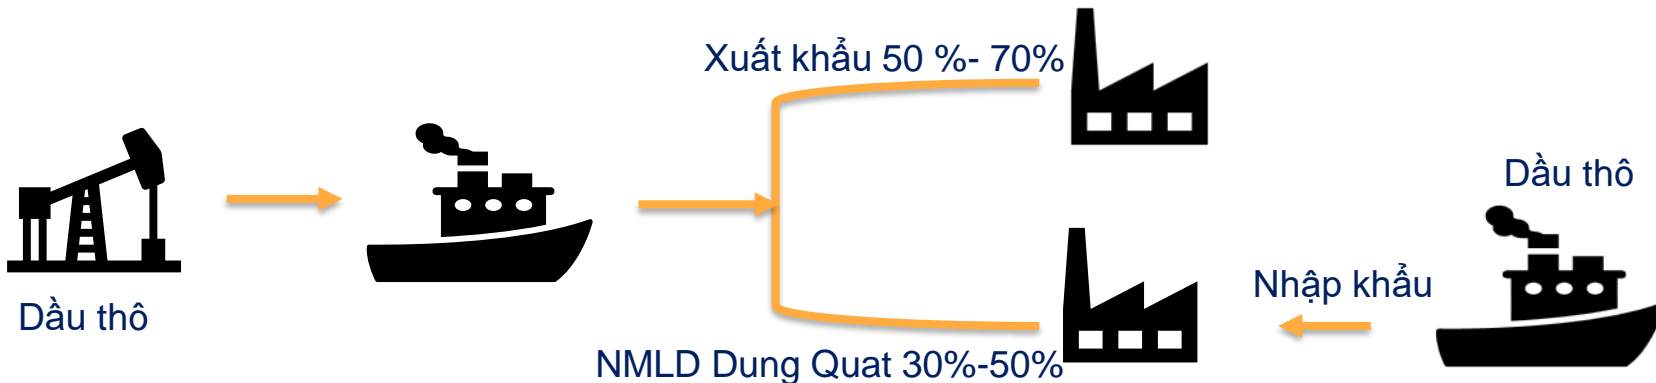 Xuất khẩu 50 %- 70%
Dầu thô
Dầu thô
Nhập khẩu
NMLD Dung Quat 30%-50%